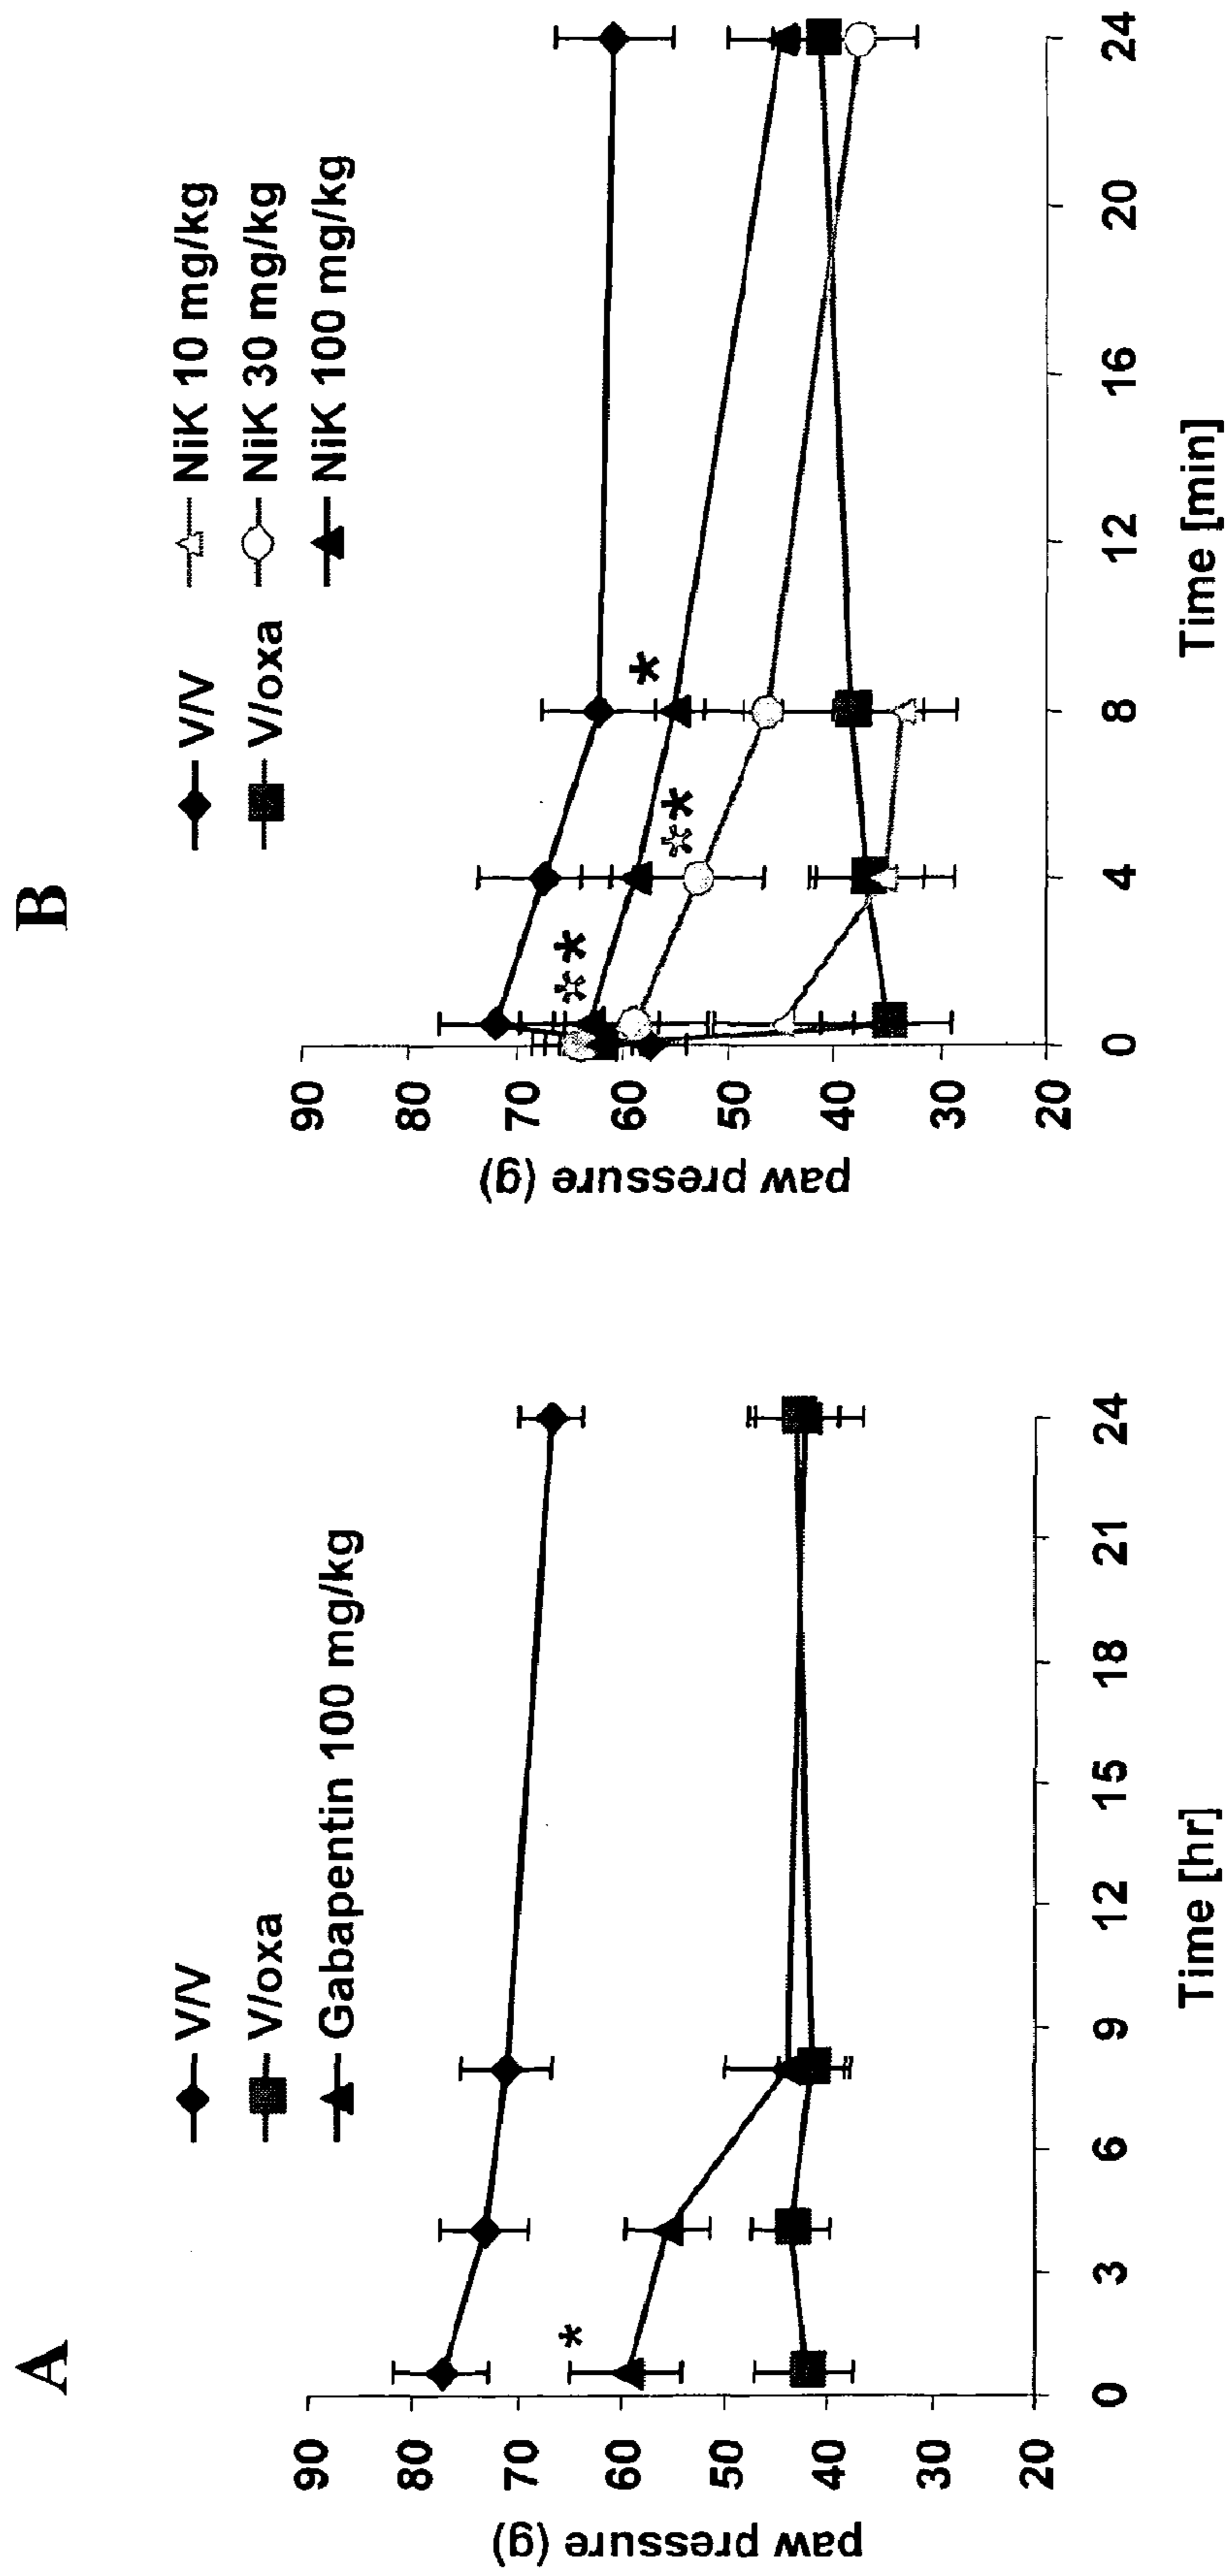 A
V/V
V/oxa
Gabapentin 100 mg/kg
paw pressure (g)
90
80
70
60
50
40
30
20
*
0 3 6 9 12 15 18 21 24
Time [hr]
B
V/V NiK 10 mg/kg
V/oxa NiK 30 mg/kg
NiK 100 mg/kg
paw pressure (g)
90
80
70
60
50
40
30
20
**
**
*
0 4 8 12 16 20 24
Time [min]